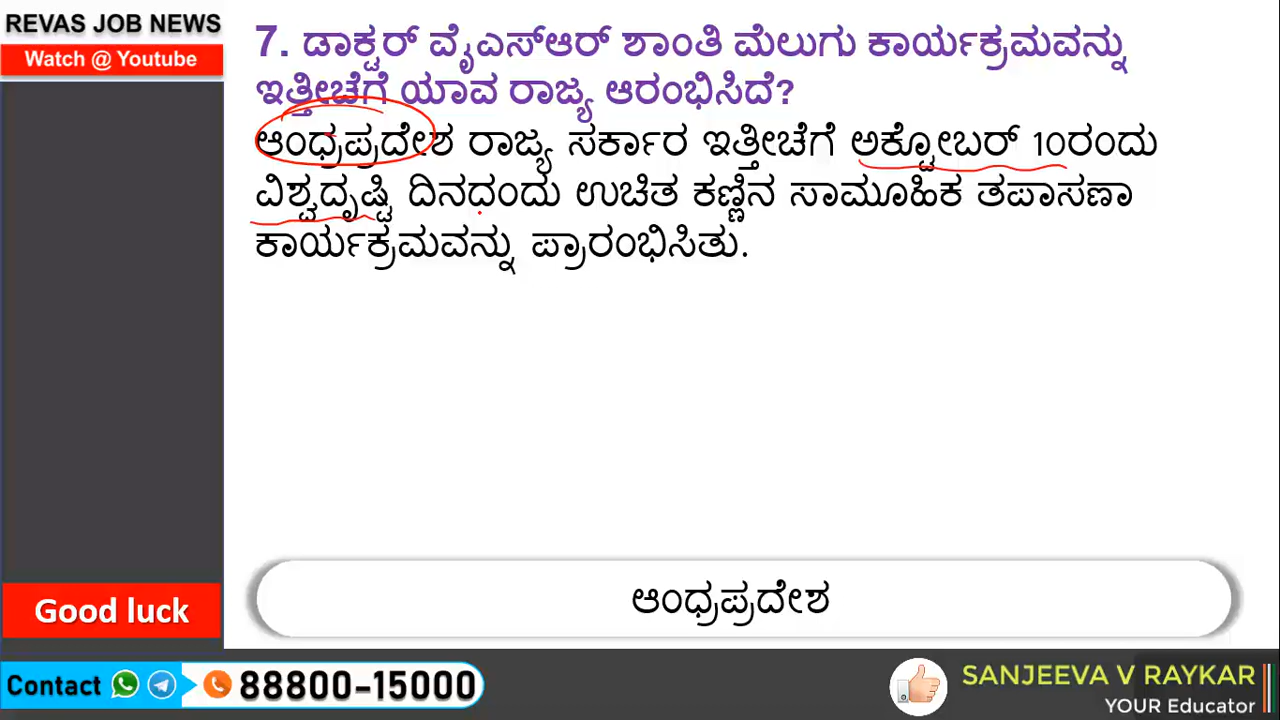 REVAS JOB NEWS
Watch @ Youtube
7. ಡಾಕ್ಟರ್ ವೈಎಸ್ಆರ್ ಶಾಂತಿ ಮೆಲುಗು ಕಾರ್ಯಕ್ರಮವನ್ನು
ಇತ್ತೀಚೆಗೆ ಯಾವ ರಾಜ್ಯ ಆರಂಭಿಸಿದೆ?
ಆಂಧ್ರಪ್ರದೇಶ ರಾಜ್ಯ ಸರ್ಕಾರ ಇತ್ತೀಚೆಗೆ ಅಕ್ಟೋಬರ್ 10ರಂದು
ವಿಶ್ವದೃಷ್ಟಿ ದಿನದಂದು ಉಚಿತ ಕಣ್ಣಿನ ಸಾಮೂಹಿಕ ತಪಾಸಣಾ
ಕಾರ್ಯಕ್ರಮವನ್ನು ಪ್ರಾರಂಭಿಸಿತು.
ಆಂಧ್ರಪ್ರದೇಶ
Good luck
Contact 88800-15000
SANJEEVA V RAYKAR
YOUR Educator